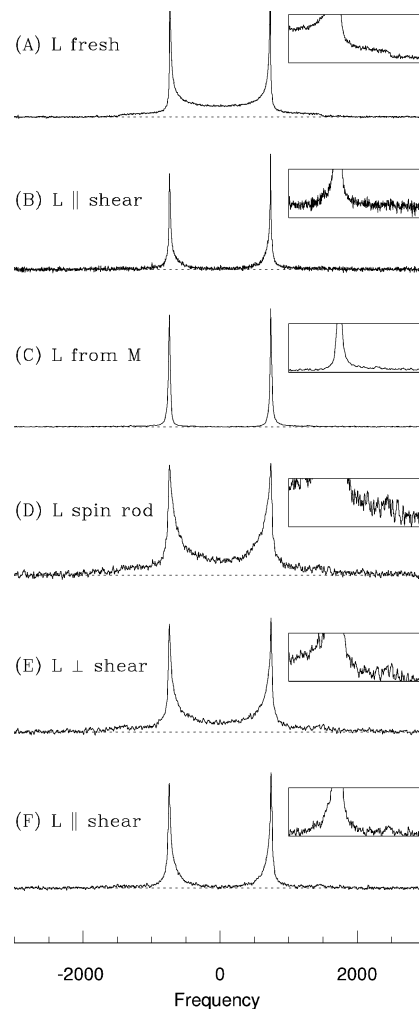 (A) L fresh
(B) L ∥ shear
(C) L from M
(D) L spin rod
(E) L ⊥ shear
(F) L ∥ shear
-2000 0 2000
Frequency